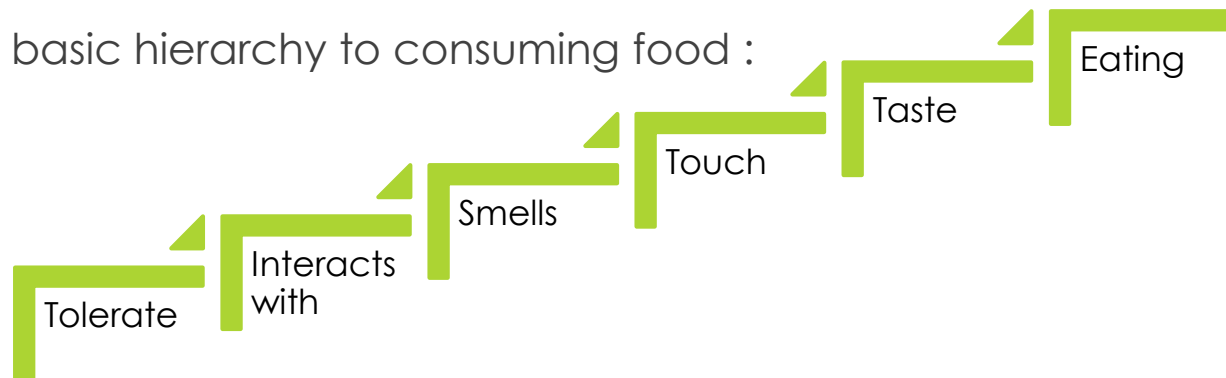 basic hierarchy to consuming food :
Tolerate
Interacts
with
Smells
Touch
Taste
Eating